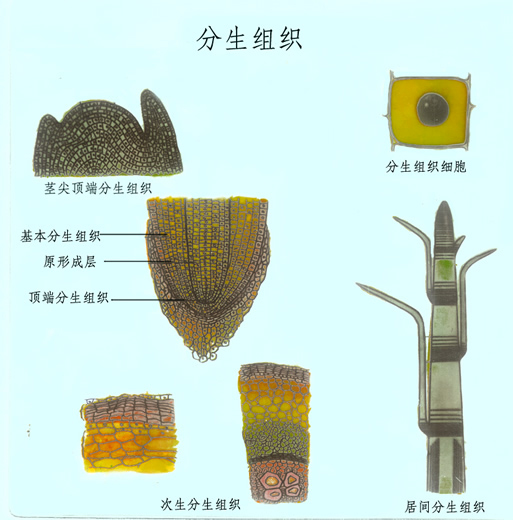 分生组织
茎尖顶端分生组织
分生组织细胞
基本分生组织
原形成层
顶端分生组织
次生分生组织
居间分生组织